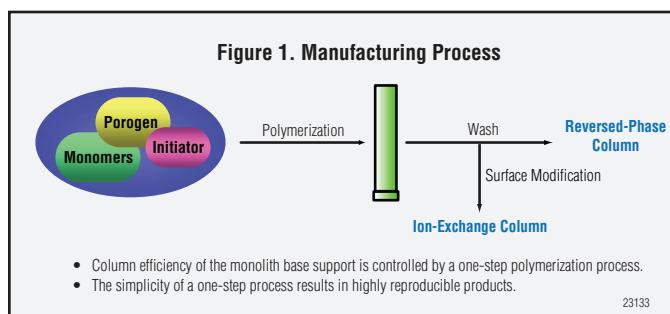 Figure 1. Manufacturing Process
Porogen
Monomers
Initiator
Polymerization
Wash
Reversed-Phase
Column
Surface Modification
Ion-Exchange Column
• Column efficiency of the monolith base support is controlled by a one-step polymerization process.
• The simplicity of a one-step process results in highly reproducible products.
23133